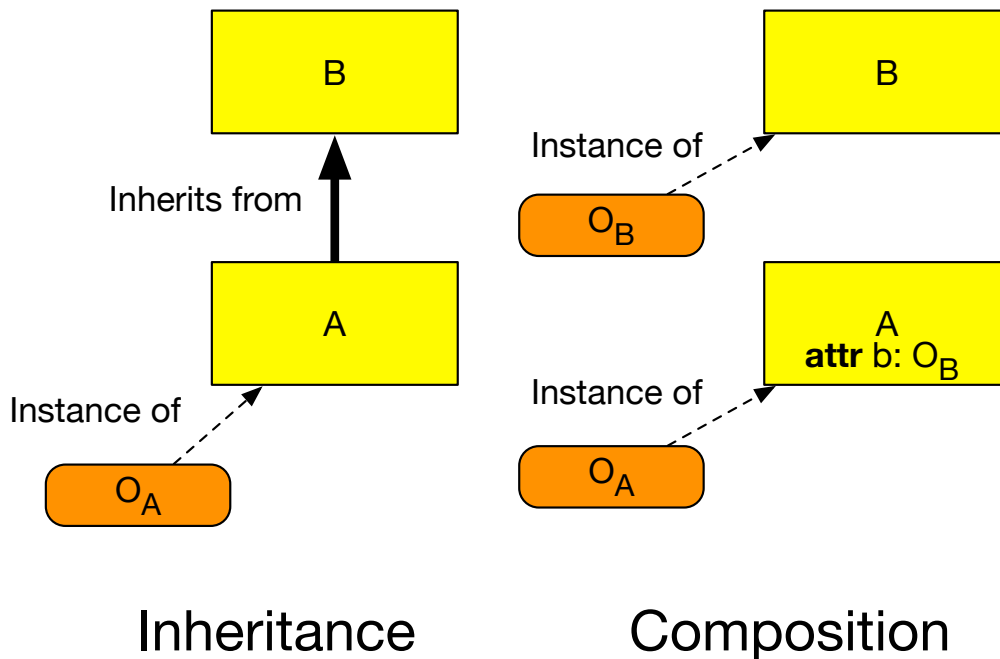 B
Inherits from
A
Instance of
O_A
Inheritance
B
Instance of
O_B
A
attr b: O_B
Instance of
O_A
Composition